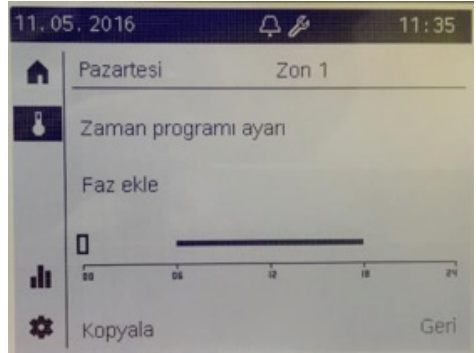 11.05.2016 11:35
Pazartesi Zon 1
Zaman programı ayarı
Faz ekle
00 06 12 18 24
Kopyala Geri